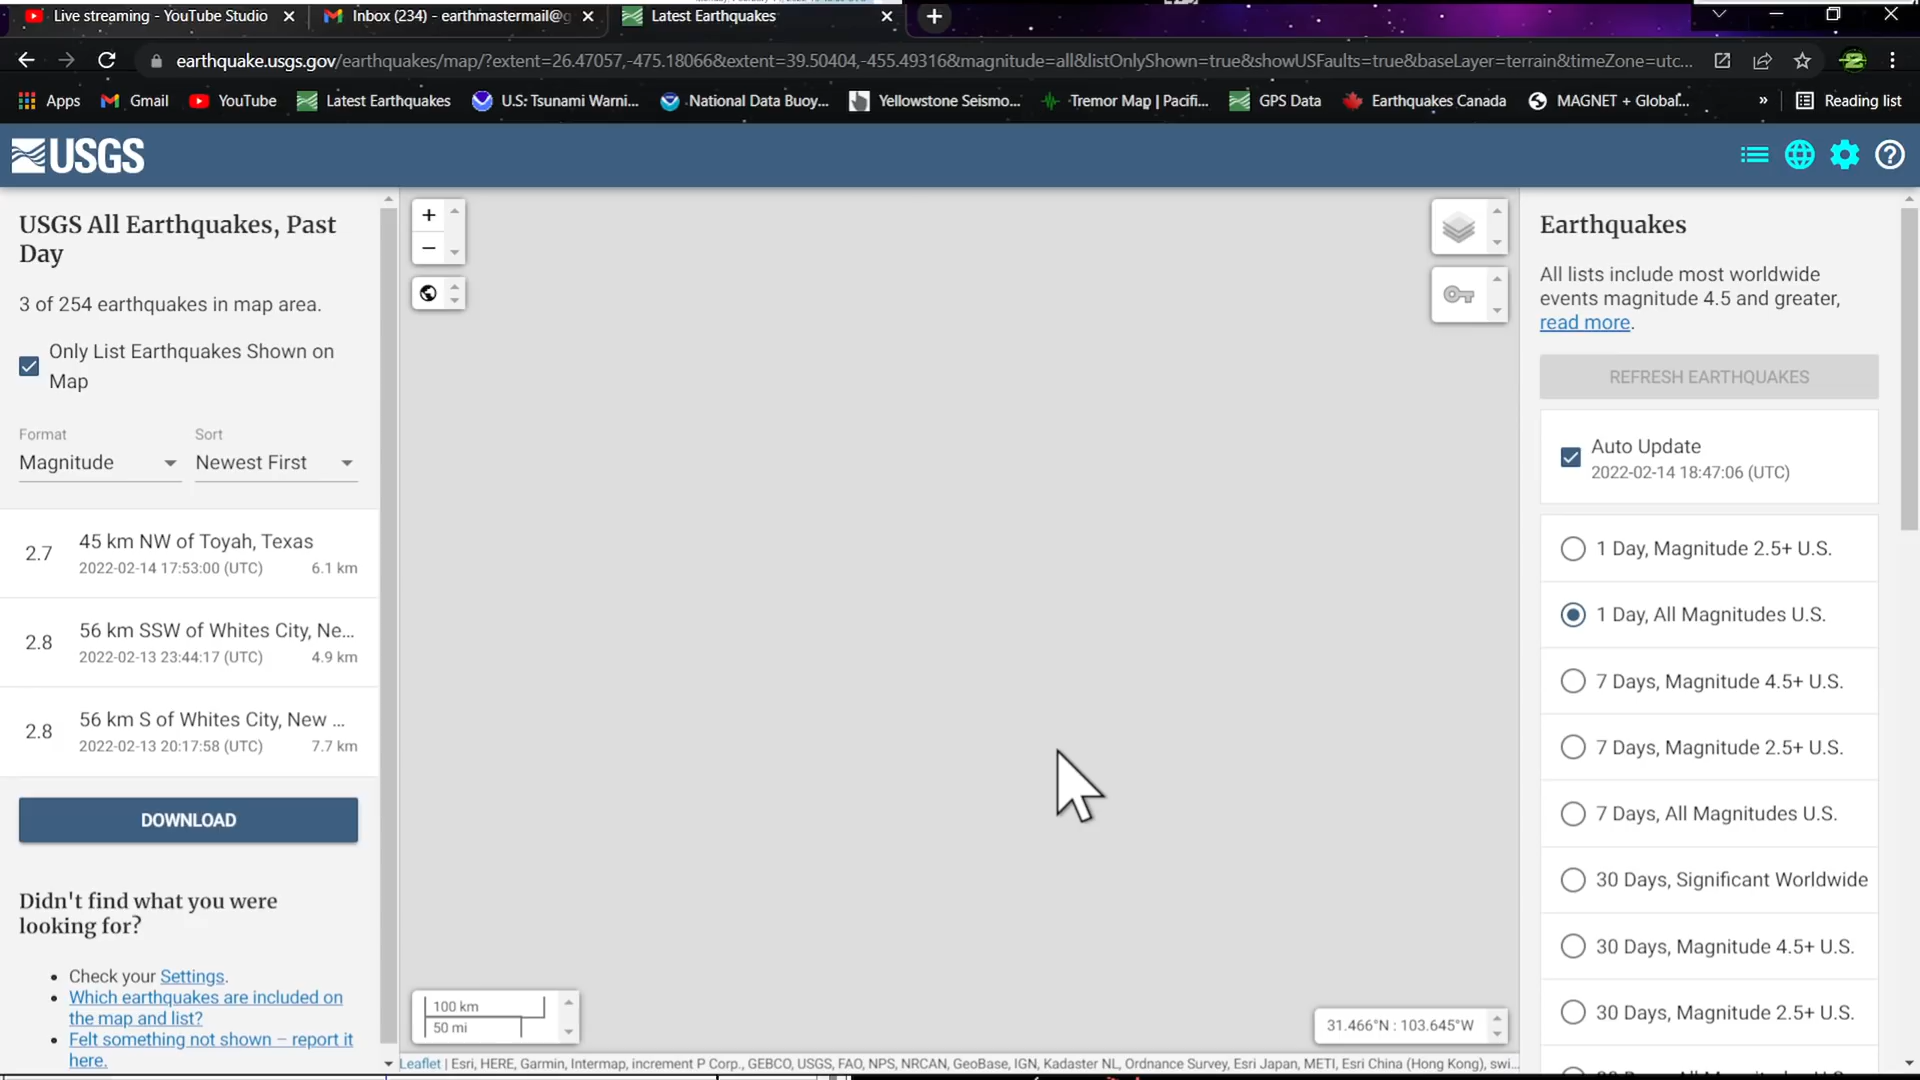 Live streaming - YouTube Studio
Inbox (234) - earthmastermail@g
Latest Earthquakes
earthquake.usgs.gov/earthquakes/map/?extent=26.47057,-475.18066&extent=39.50404,-455.49316&magnitude=all&listOnlyShown=true&showUSFaults=true&baseLayer=terrain&timeZone=utc...
Apps
Gmail
YouTube
Latest Earthquakes
U.S: Tsunami Warni...
National Data Buoy...
Yellowstone Seismo...
Tremor Map | Pacifi...
GPS Data
Earthquakes Canada
MAGNET + Global...
»
Reading list
USGS
USGS All Earthquakes, Past
Day
3 of 254 earthquakes in map area.
Only List Earthquakes Shown on
Map
Format
Sort
Magnitude
Newest First
2.7
45 km NW of Toyah, Texas
2022-02-14 17:53:00 (UTC)
6.1 km
2.8
56 km SSW of Whites City, Ne...
2022-02-13 23:44:17 (UTC)
4.9 km
2.8
56 km S of Whites City, New ...
2022-02-13 20:17:58 (UTC)
7.7 km
DOWNLOAD
Didn't find what you were
looking for?
• Check your Settings.
• Which earthquakes are included on
the map and list?
• Felt something not shown – report it
here.
+
−
100 km
50 mi
31.466°N : 103.645°W
Leaflet | Esri, HERE, Garmin, Intermap, increment P Corp., GEBCO, USGS, FAO, NPS, NRCAN, GeoBase, IGN, Kadaster NL, Ordnance Survey, Esri Japan, METI, Esri China (Hong Kong), swi...
Earthquakes
All lists include most worldwide
events magnitude 4.5 and greater,
read more.
REFRESH EARTHQUAKES
Auto Update
2022-02-14 18:47:06 (UTC)
1 Day, Magnitude 2.5+ U.S.
1 Day, All Magnitudes U.S.
7 Days, Magnitude 4.5+ U.S.
7 Days, Magnitude 2.5+ U.S.
7 Days, All Magnitudes U.S.
30 Days, Significant Worldwide
30 Days, Magnitude 4.5+ U.S.
30 Days, Magnitude 2.5+ U.S.